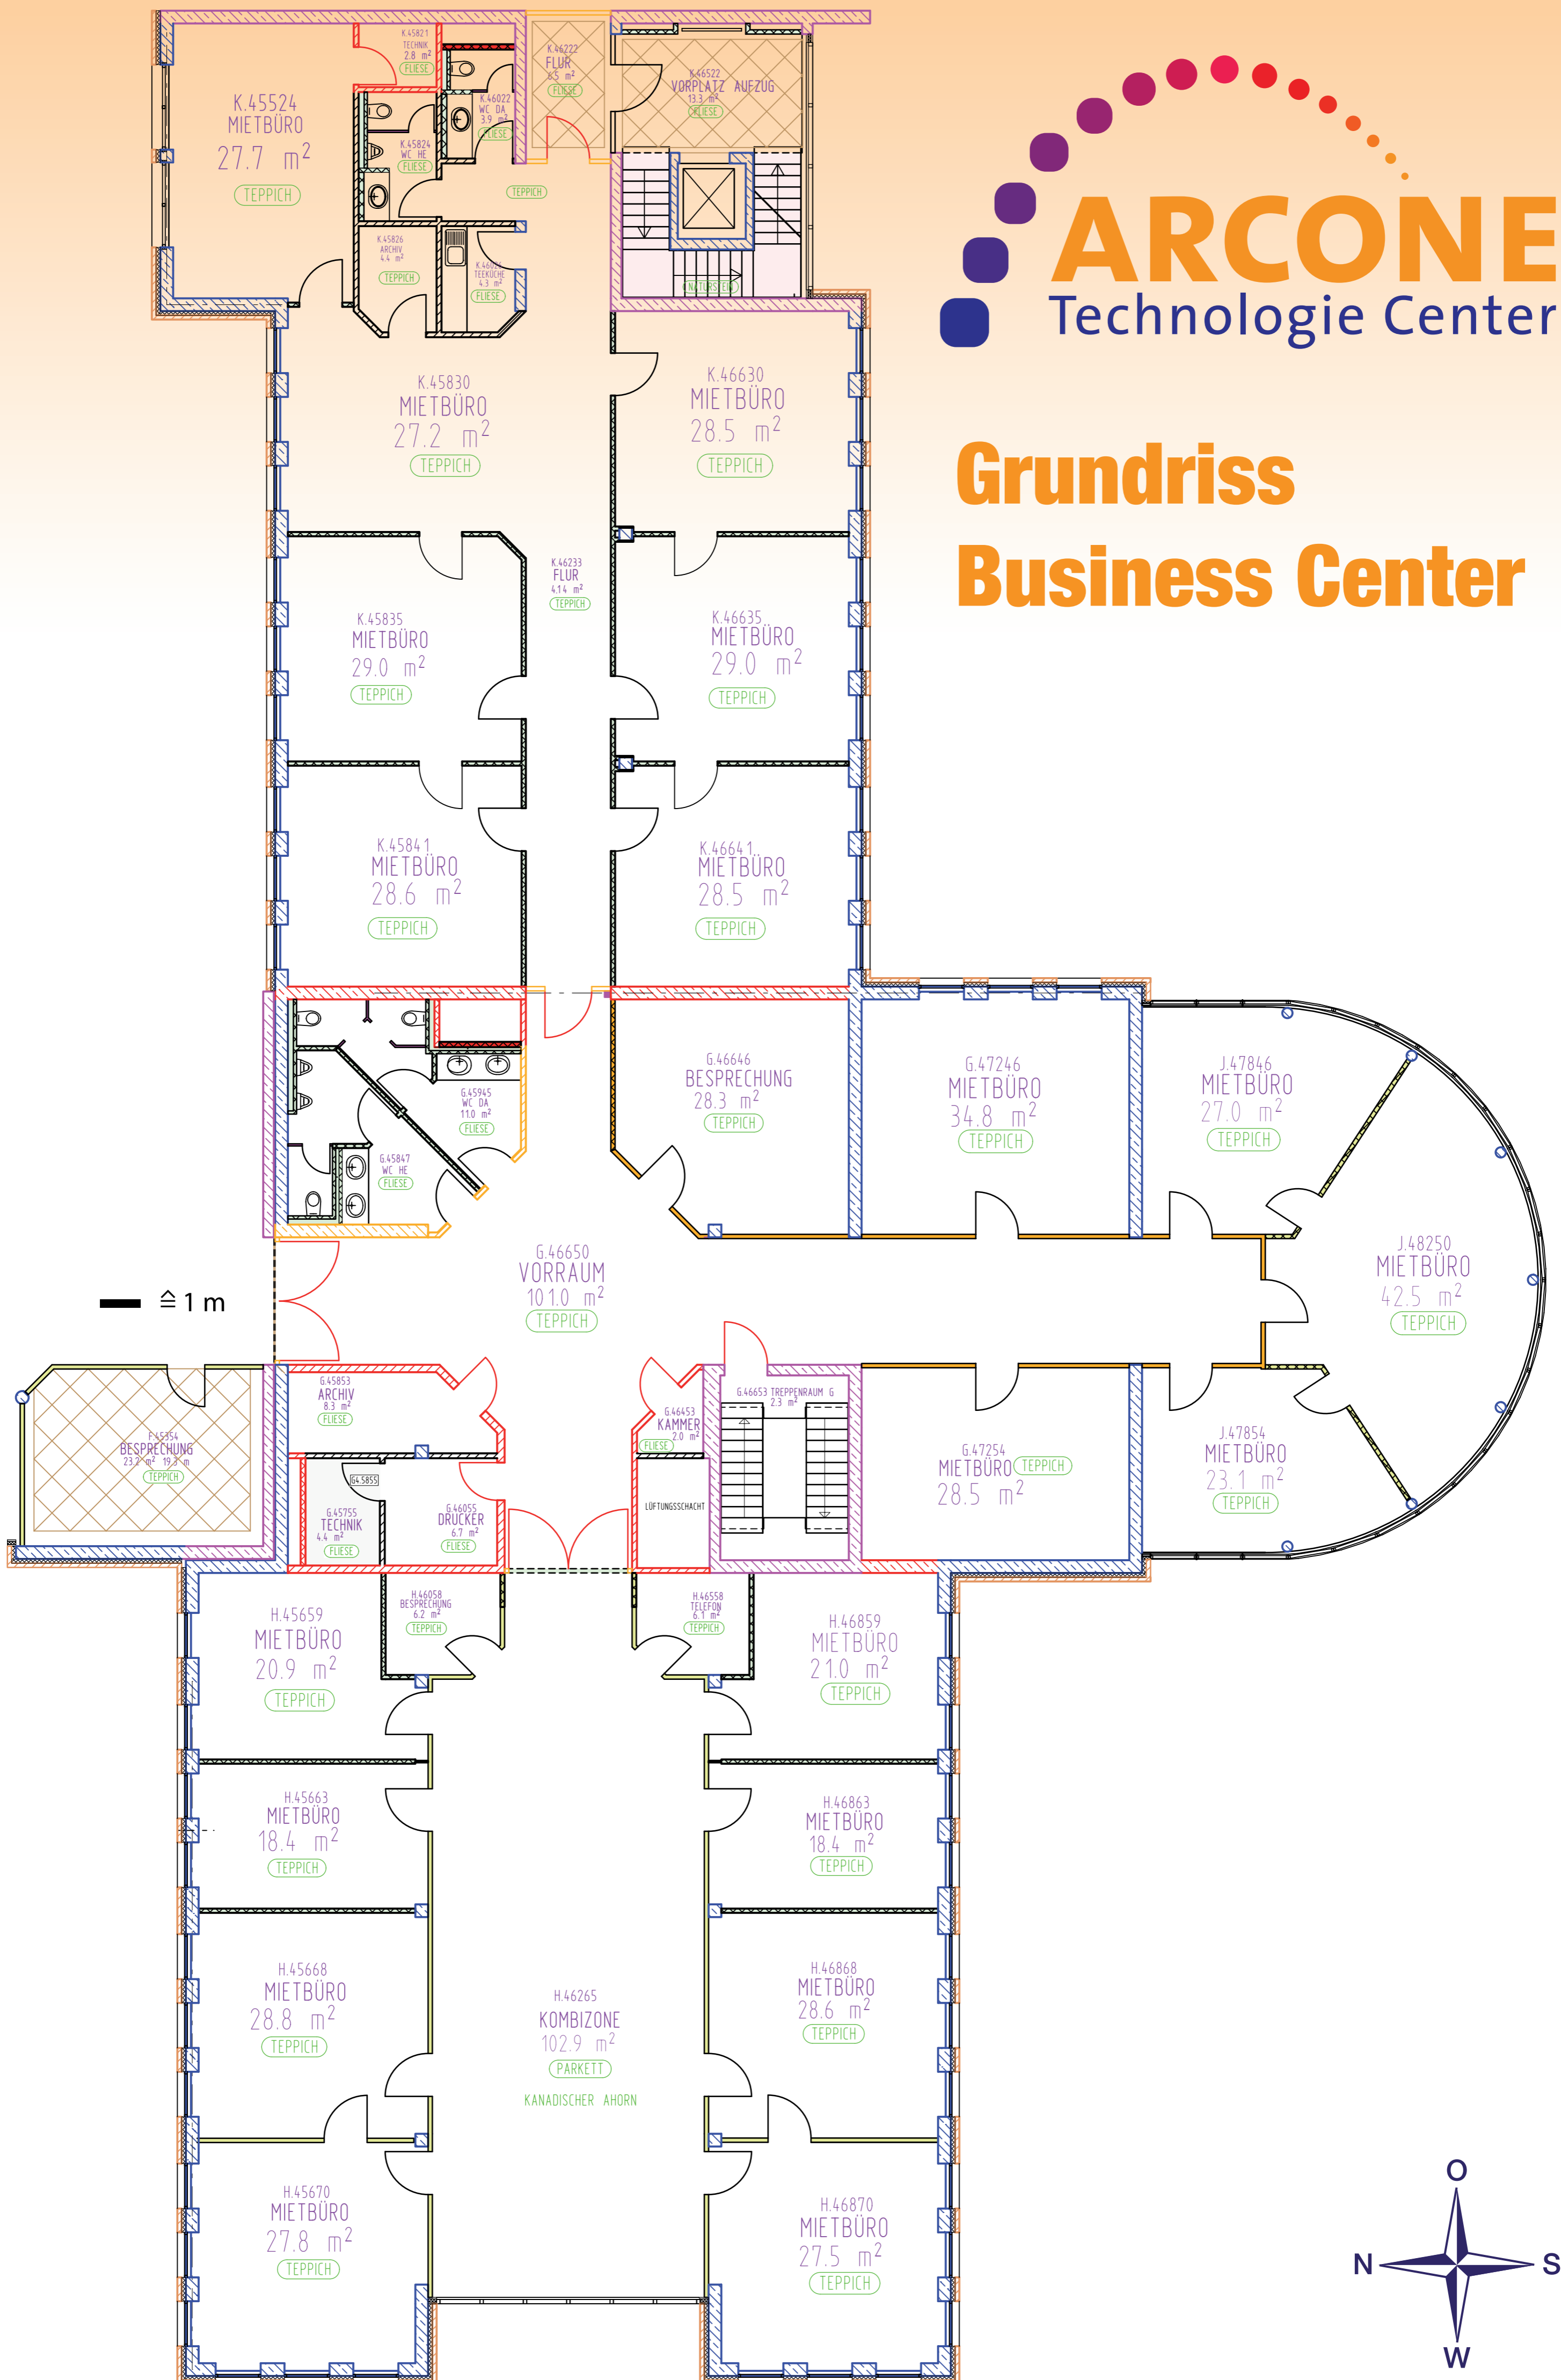 ARCONE
Technologie Center
Grundriss
Business Center
K.45821
TECHNIK
2.8 m²
FLIESE
K.46222
FLUR
6.5 m²
FLIESE
K.46522
VORPLATZ AUFZUG
13.3 m²
FLIESE
K.45524
MIETBÜRO
27.7 m²
TEPPICH
K.46022
WC DA
3.9 m²
FLIESE
K.45824
WC HE
FLIESE
TEPPICH
K.45826
ARCHIV
4.4 m²
TEPPICH
TEEKÜCHE
4.3 m²
FLIESE
NATURSTEIN
K.45830
MIETBÜRO
27.2 m²
TEPPICH
K.46630
MIETBÜRO
28.5 m²
TEPPICH
K.46233
FLUR
41.4 m²
TEPPICH
K.45835
MIETBÜRO
29.0 m²
TEPPICH
K.46635
MIETBÜRO
29.0 m²
TEPPICH
K.45841
MIETBÜRO
28.6 m²
TEPPICH
K.46641
MIETBÜRO
28.5 m²
TEPPICH
G.45945
WC DA
11.0 m²
FLIESE
G.45847
WC HE
FLIESE
G.46646
BESPRECHUNG
28.3 m²
TEPPICH
G.47246
MIETBÜRO
34.8 m²
TEPPICH
J.47846
MIETBÜRO
27.0 m²
TEPPICH
G.46650
VORRAUM
101.0 m²
TEPPICH
J.48250
MIETBÜRO
42.5 m²
TEPPICH
≙ 1 m
F.45354
BESPRECHUNG
23.2 m² 19.3 m
TEPPICH
G.45853
ARCHIV
8.3 m²
FLIESE
G.46453
KAMMER
2.0 m²
FLIESE
G.46653 TREPPENRAUM G
2.3 m²
G.47254
MIETBÜRO TEPPICH
28.5 m²
J.47854
MIETBÜRO
23.1 m²
TEPPICH
G4.5855
G.45755
TECHNIK
4.4 m²
FLIESE
G.46055
DRUCKER
6.7 m²
FLIESE
LÜFTUNGSSCHACHT
H.45659
MIETBÜRO
20.9 m²
TEPPICH
H.46058
BESPRECHUNG
6.2 m²
TEPPICH
H.46558
TELEFON
6.1 m²
TEPPICH
H.46859
MIETBÜRO
21.0 m²
TEPPICH
H.45663
MIETBÜRO
18.4 m²
TEPPICH
H.46863
MIETBÜRO
18.4 m²
TEPPICH
H.45668
MIETBÜRO
28.8 m²
TEPPICH
H.46265
KOMBIZONE
102.9 m²
PARKETT
KANADISCHER AHORN
H.46868
MIETBÜRO
28.6 m²
TEPPICH
H.45670
MIETBÜRO
27.8 m²
TEPPICH
H.46870
MIETBÜRO
27.5 m²
TEPPICH
O
N S
W